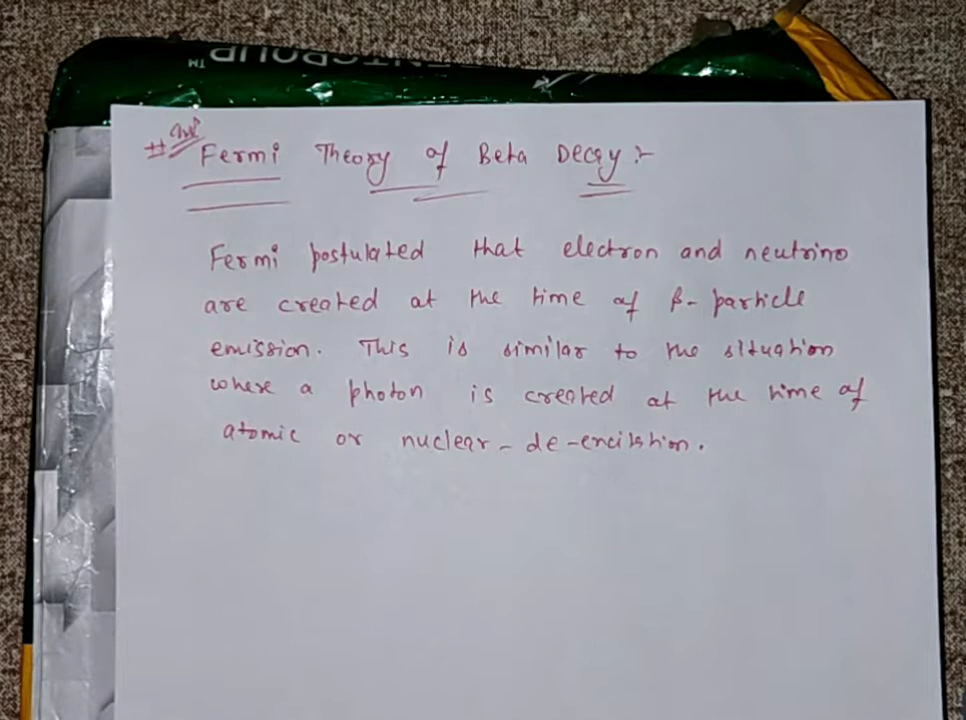 # Imp
Fermi Theory of Beta Decay :-
Fermi postulated that electron and neutrino
are created at the time of β- particle
emission. This is similar to the situation
where a photon is created at the time of
atomic or nuclear - de-excitation.